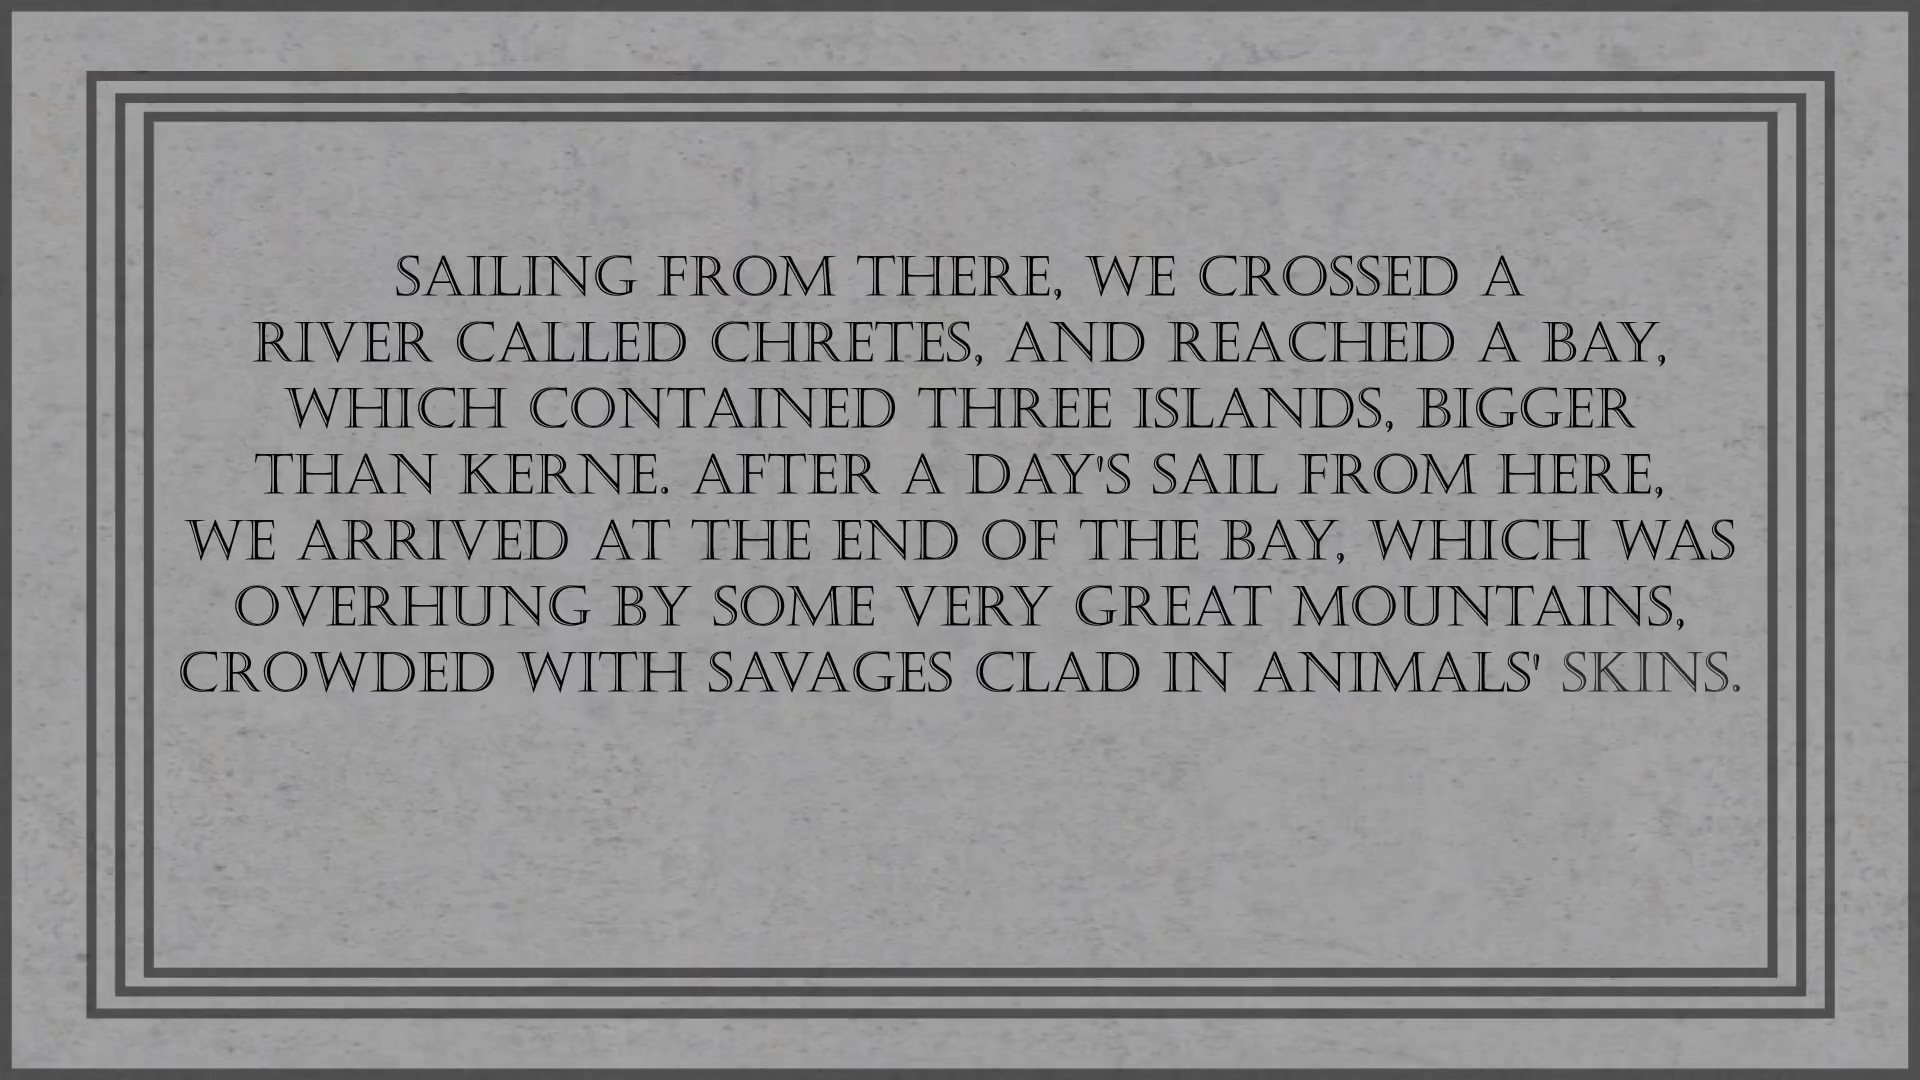 SAILING FROM THERE, WE CROSSED A
RIVER CALLED CHRETES, AND REACHED A BAY,
WHICH CONTAINED THREE ISLANDS, BIGGER
THAN KERNE. AFTER A DAY'S SAIL FROM HERE,
WE ARRIVED AT THE END OF THE BAY, WHICH WAS
OVERHUNG BY SOME VERY GREAT MOUNTAINS,
CROWDED WITH SAVAGES CLAD IN ANIMALS' SKINS.